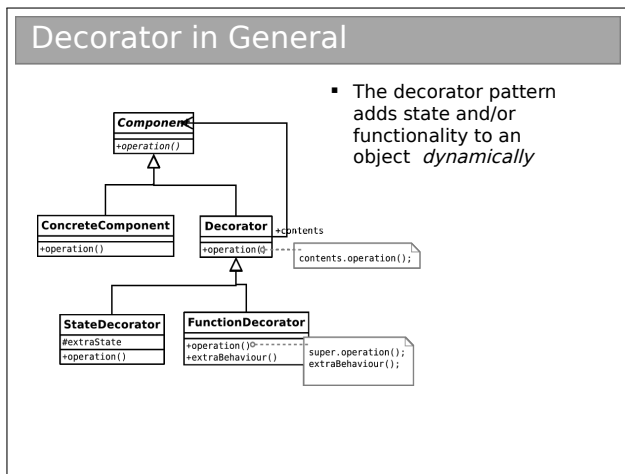 Decorator in General
▪ The decorator pattern
adds state and/or
functionality to an
object dynamically
Component
+operation()
ConcreteComponent
+operation()
Decorator
+operation()
+contents
contents.operation();
StateDecorator
#extraState
+operation()
FunctionDecorator
+operation()
+extraBehaviour()
super.operation();
extraBehaviour();